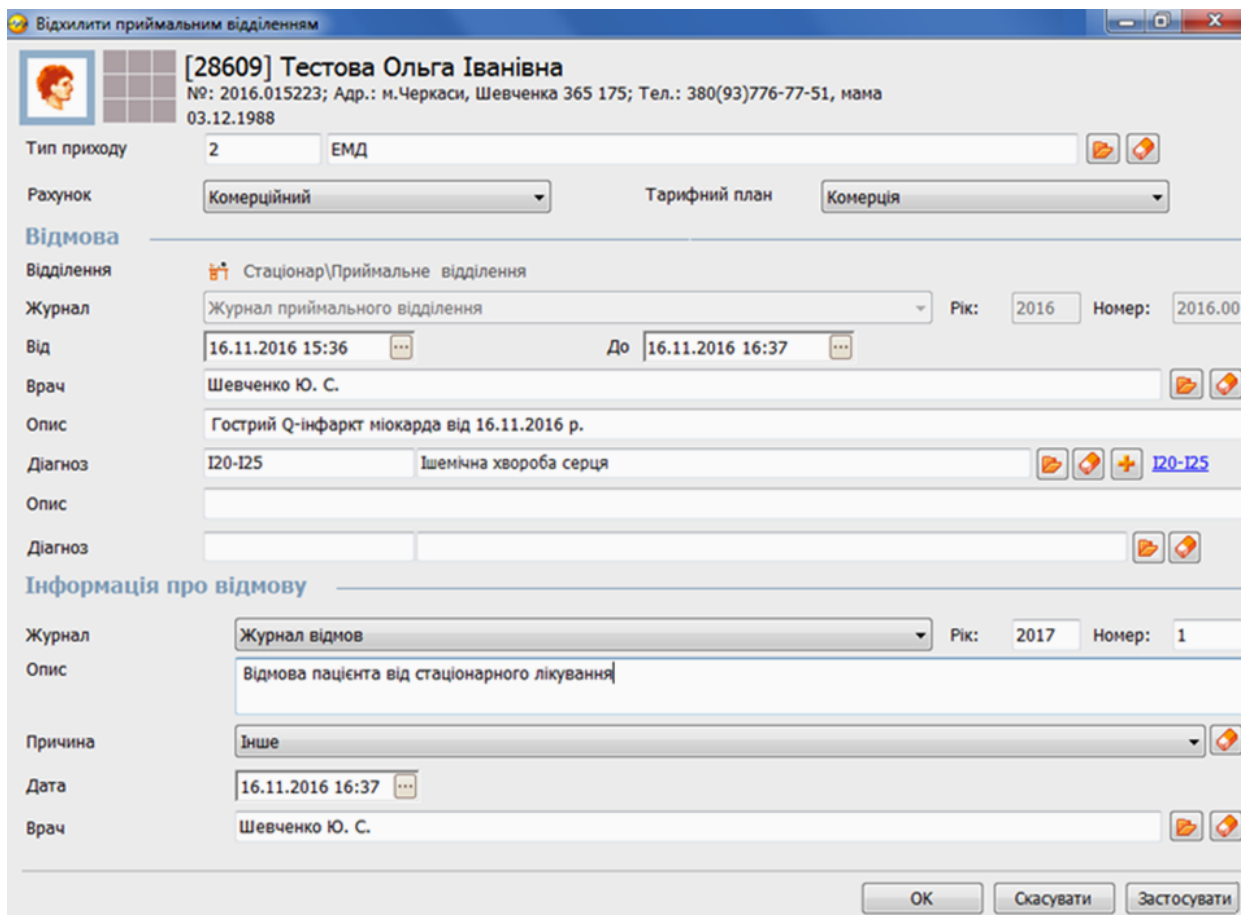 Відхилити приймальним відділенням
[28609] Тестова Ольга Іванівна
№: 2016.015223; Адр.: м.Черкаси, Шевченка 365 175; Тел.: 380(93)776-77-51, мама
03.12.1988
Тип приходу 2 ЕМД
Рахунок Комерційний Тарифний план Комерція
Відмова
Відділення Стаціонар\Приймальне відділення
Журнал Журнал приймального відділення Рік: 2016 Номер: 2016.00
Від 16.11.2016 15:36 ... До 16.11.2016 16:37 ...
Врач Шевченко Ю. С.
Опис Гострий Q-інфаркт міокарда від 16.11.2016 р.
Діагноз I20-I25 Ішемічна хвороба серця I20-I25
Опис
Діагноз
Інформація про відмову
Журнал Журнал відмов Рік: 2017 Номер: 1
Опис Відмова пацієнта від стаціонарного лікування
Причина Інше
Дата 16.11.2016 16:37 ...
Врач Шевченко Ю. С.
ОК Скасувати Застосувати